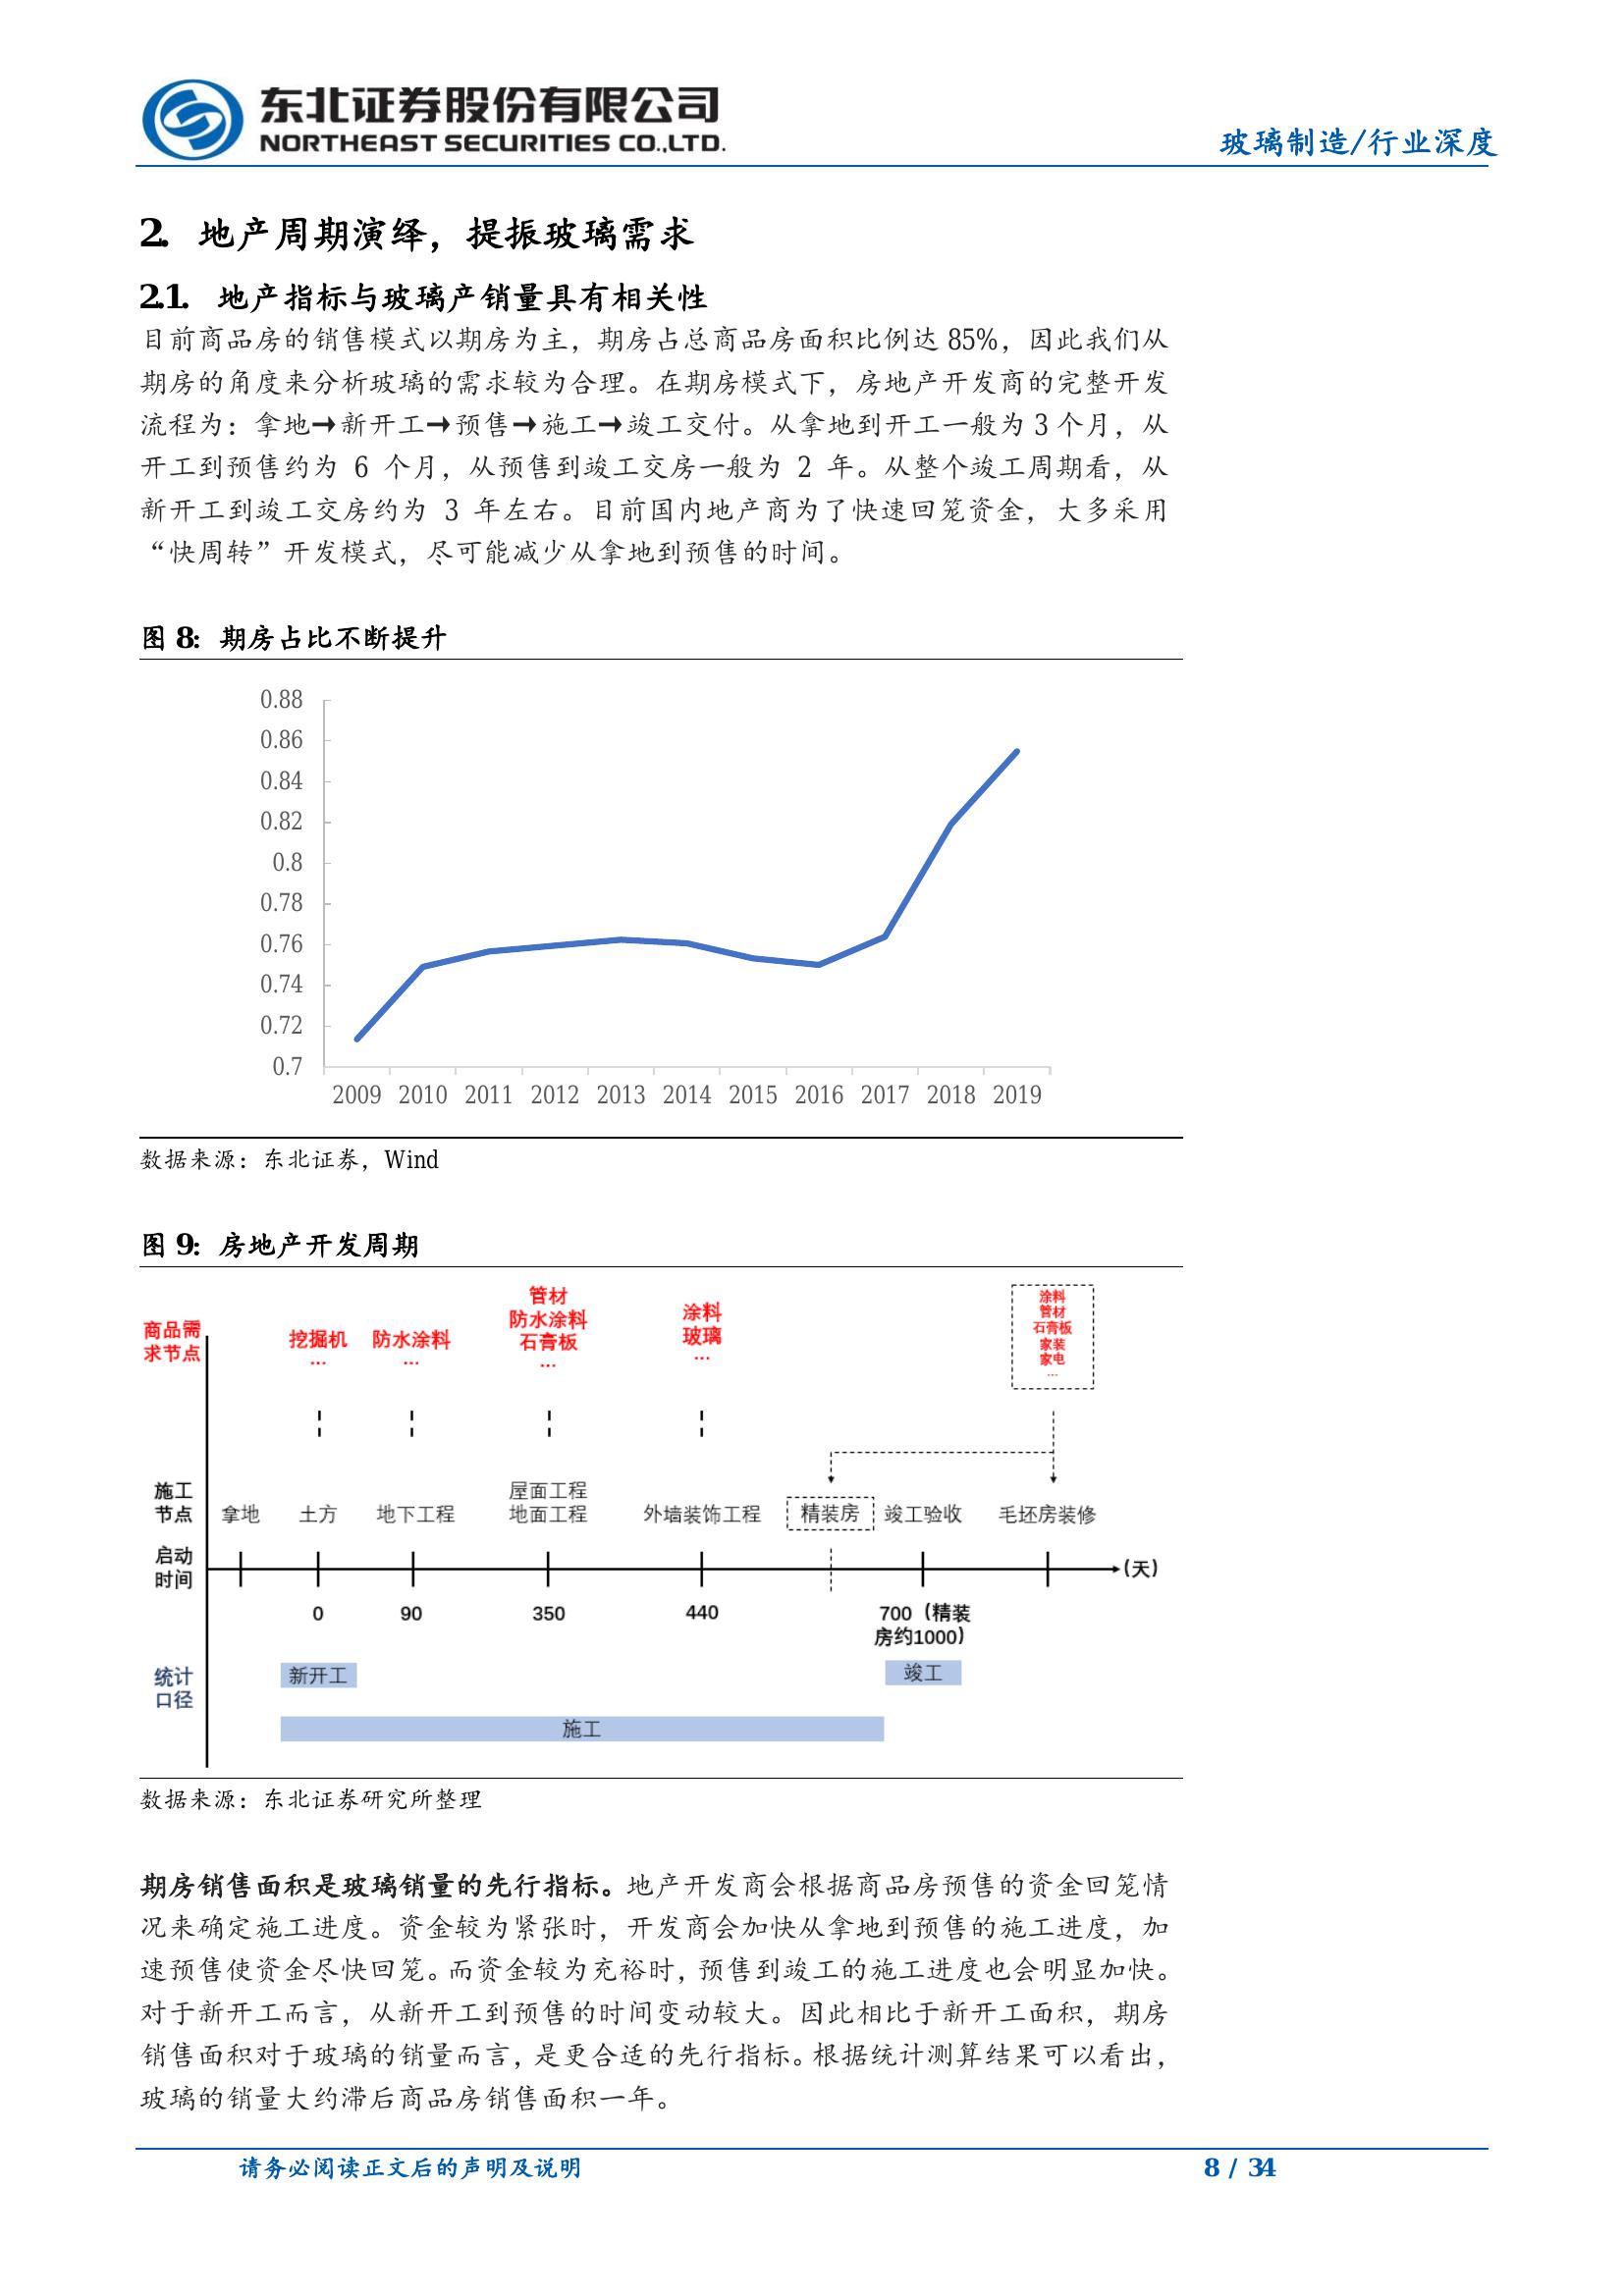 东北证券股份有限公司
NORTHEAST SECURITIES CO.,LTD.
玻璃制造/行业深度
2. 地产周期演绎，提振玻璃需求
2.1. 地产指标与玻璃产销量具有相关性
目前商品房的销售模式以期房为主，期房占总商品房面积比例达 85%，因此我们从
期房的角度来分析玻璃的需求较为合理。在期房模式下，房地产开发商的完整开发
流程为：拿地→新开工→预售→施工→竣工交付。从拿地到开工一般为 3 个月，从
开工到预售约为 6 个月，从预售到竣工交房一般为 2 年。从整个竣工周期看，从
新开工到竣工交房约为 3 年左右。目前国内地产商为了快速回笼资金，大多采用
“快周转”开发模式，尽可能减少从拿地到预售的时间。
图 8：期房占比不断提升
0.88
0.86
0.84
0.82
0.8
0.78
0.76
0.74
0.72
0.7
2009 2010 2011 2012 2013 2014 2015 2016 2017 2018 2019
数据来源：东北证券，Wind
图 9：房地产开发周期
商品需
求节点
挖掘机
…
防水涂料
…
管材
防水涂料
石膏板
…
涂料
玻璃
…
涂料
管材
石膏板
家装
家电
…
施工
节点
拿地
土方
地下工程
屋面工程
地面工程
外墙装饰工程
精装房
竣工验收
毛坯房装修
启动
时间
(天)
0
90
350
440
700（精装
房约1000）
统计
口径
新开工
竣工
施工
数据来源：东北证券研究所整理
期房销售面积是玻璃销量的先行指标。地产开发商会根据商品房预售的资金回笼情
况来确定施工进度。资金较为紧张时，开发商会加快从拿地到预售的施工进度，加
速预售使资金尽快回笼。而资金较为充裕时，预售到竣工的施工进度也会明显加快。
对于新开工而言，从新开工到预售的时间变动较大。因此相比于新开工面积，期房
销售面积对于玻璃的销量而言，是更合适的先行指标。根据统计测算结果可以看出，
玻璃的销量大约滞后商品房销售面积一年。
请务必阅读正文后的声明及说明
8 / 34